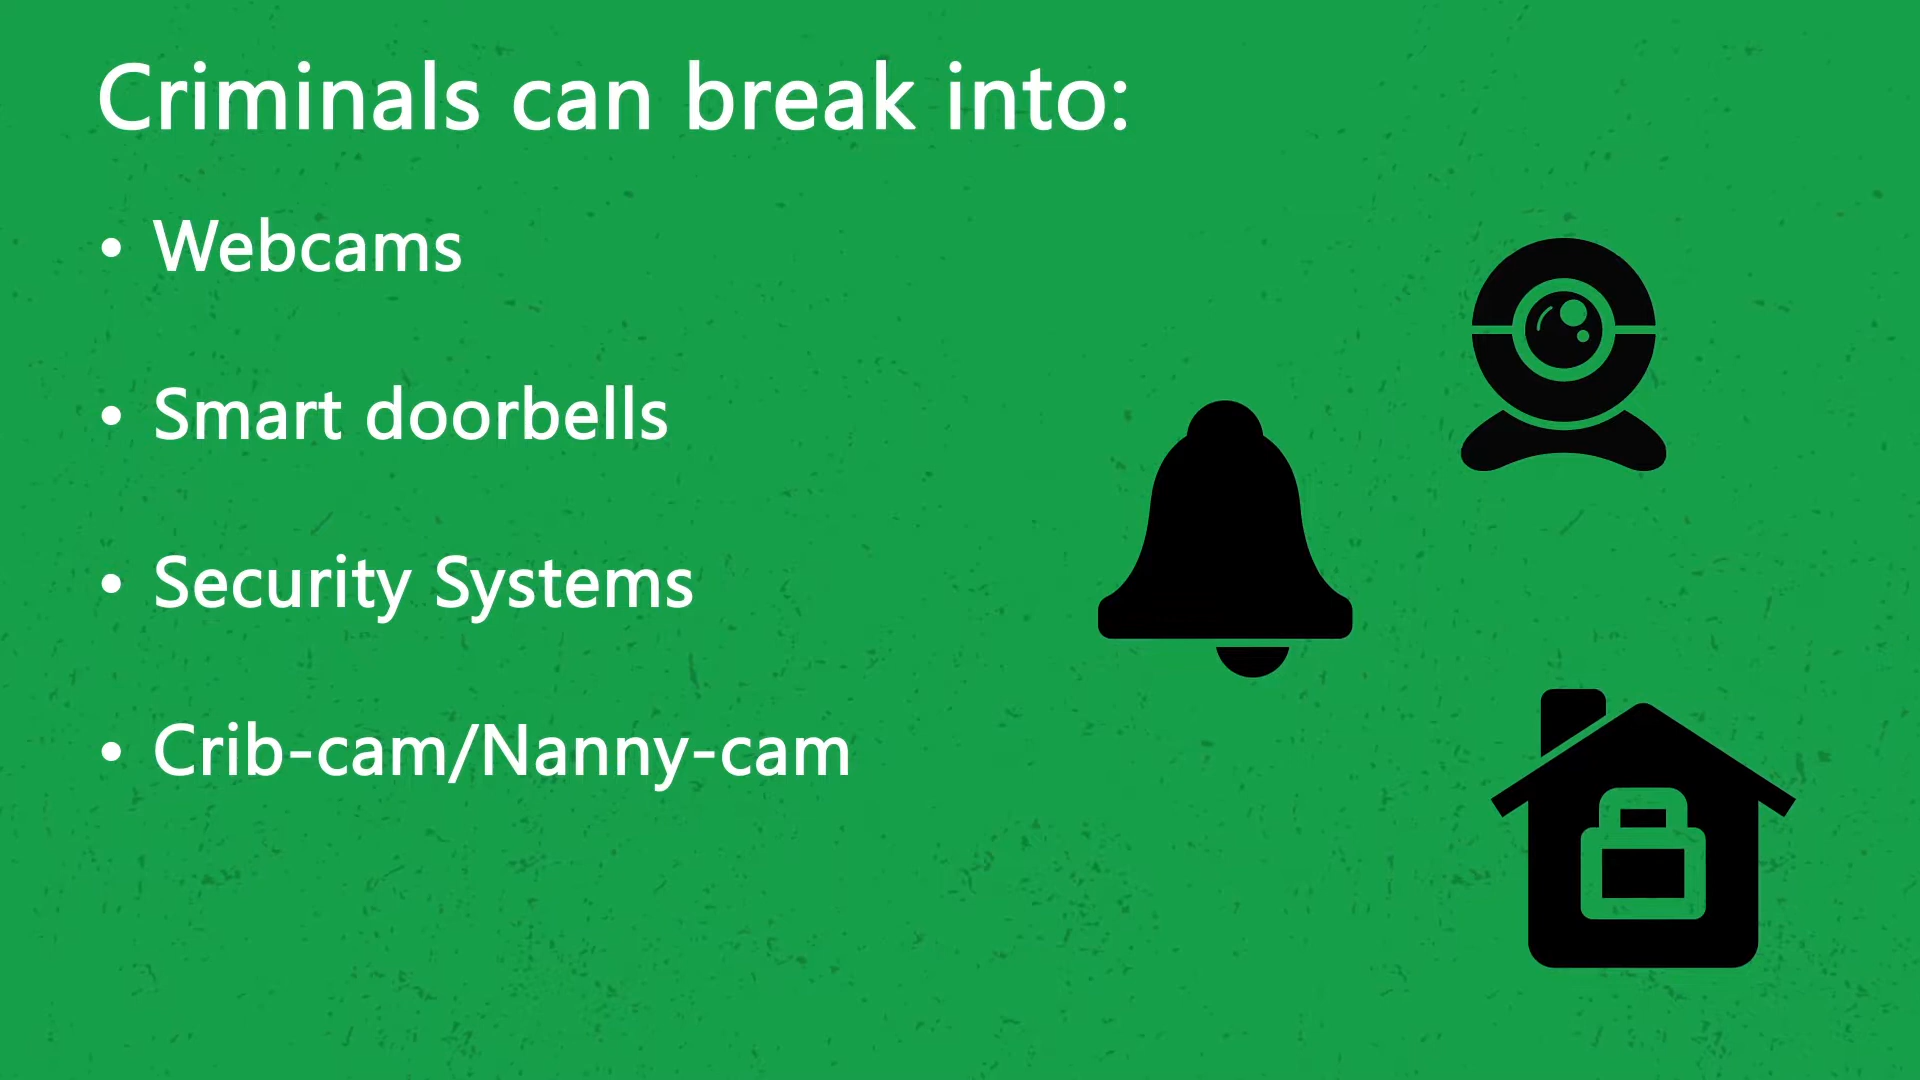 Criminals can break into:
• Webcams
• Smart doorbells
• Security Systems
• Crib-cam/Nanny-cam